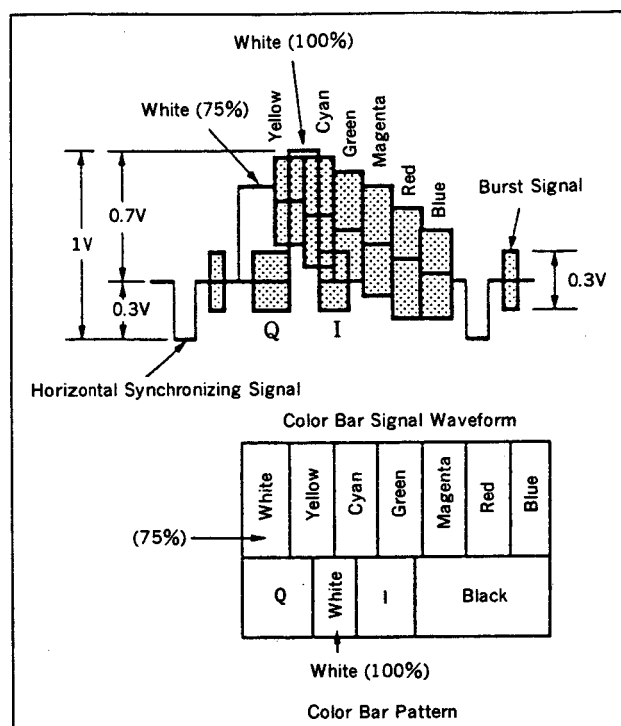 White (100%)
White (75%)
Yellow
Cyan
Green
Magenta
Red
Blue
Burst Signal
0.7V
1V
0.3V
0.3V
Q
I
Horizontal Synchronizing Signal
Color Bar Signal Waveform
White
Yellow
Cyan
Green
Magenta
Red
Blue
(75%)
Q
White
I
Black
White (100%)
Color Bar Pattern